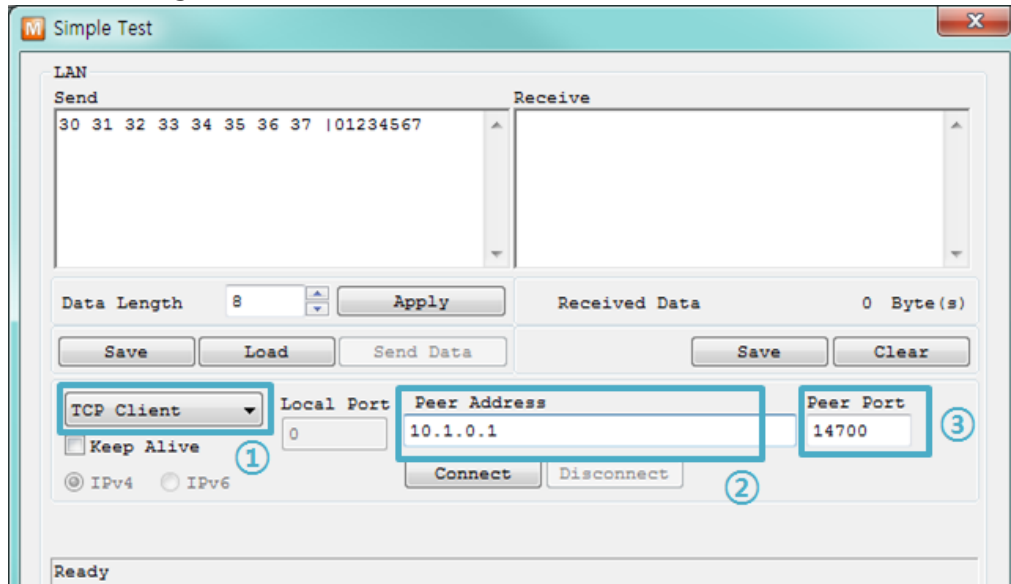 M Simple Test x
LAN
Send Receive
30 31 32 33 34 35 36 37 |01234567
Data Length 8 Apply Received Data 0 Byte(s)
Save Load Send Data Save Clear
TCP Client Local Port Peer Address Peer Port
0 10.1.0.1 14700 ③
Keep Alive ①
IPv4 IPv6 Connect Disconnect ②
Ready